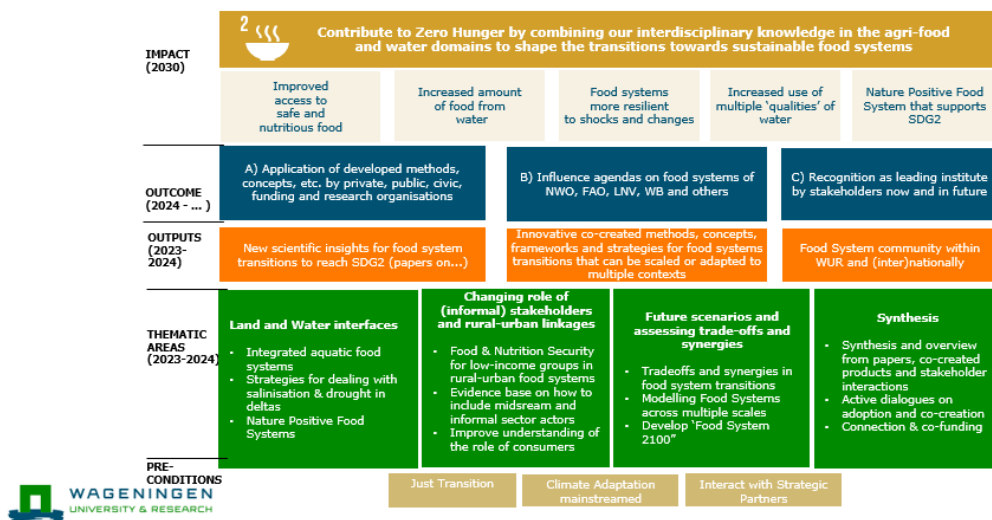 IMPACT
(2030)
2
Contribute to Zero Hunger by combining our interdisciplinary knowledge in the agri-food
and water domains to shape the transitions towards sustainable food systems
Improved
access to
safe and
nutritious food
Increased amount
of food from
water
Food systems
more resilient
to shocks and changes
Increased use of
multiple ‘qualities’ of
water
Nature Positive Food
System that supports
SDG2
OUTCOME
(2024 - ... )
A) Application of developed methods,
concepts, etc. by private, public, civic,
funding and research organisations
B) Influence agendas on food systems of
NWO, FAO, LNV, WB and others
C) Recognition as leading institute
by stakeholders now and in future
OUTPUTS
(2023-
2024)
New scientific insights for food system
transitions to reach SDG2 (papers on...)
Innovative co-created methods, concepts,
frameworks and strategies for food systems
transitions that can be scaled or adapted to
multiple contexts
Food System community within
WUR and (inter)nationally
THEMATIC
AREAS
(2023-2024)
Land and Water interfaces
• Integrated aquatic food
systems
• Strategies for dealing with
salinisation & drought in
deltas
• Nature Positive Food
Systems
Changing role of
(informal) stakeholders
and rural-urban linkages
• Food & Nutrition Security
for low-income groups in
rural-urban food systems
• Evidence base on how to
include midsream and
informal sector actors
• Improve understanding of
the role of consumers
Future scenarios and
assessing trade-offs and
synergies
• Tradeoffs and synergies in
food system transitions
• Modelling Food Systems
across multiple scales
• Develop ‘Food System
2100”
Synthesis
• Synthesis and overview
from papers, co-created
products and stakeholder
interactions
• Active dialogues on
adoption and co-creation
• Connection & co-funding
PRE-
CONDITIONS
Just Transition
Climate Adaptation
mainstreamed
Interact with Strategic
Partners
WAGENINGEN
UNIVERSITY & RESEARCH